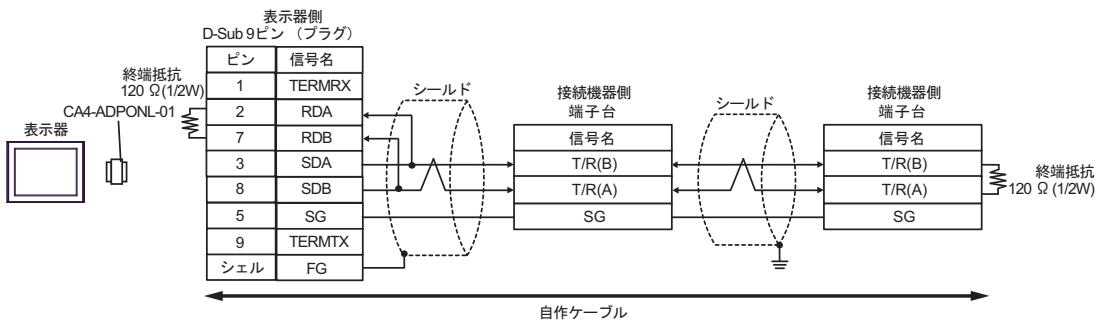 表示器側
D-Sub 9ピン （プラグ）
ピン 信号名
1 TERMRX
2 RDA
7 RDB
3 SDA
8 SDB
5 SG
9 TERMTX
シェル FG
終端抵抗
120 Ω(1/2W)
CA4-ADPONL-01
表示器
シールド
接続機器側
端子台
信号名
T/R(B)
T/R(A)
SG
シールド
接続機器側
端子台
信号名
T/R(B)
T/R(A)
SG
終端抵抗
120 Ω (1/2W)
自作ケーブル